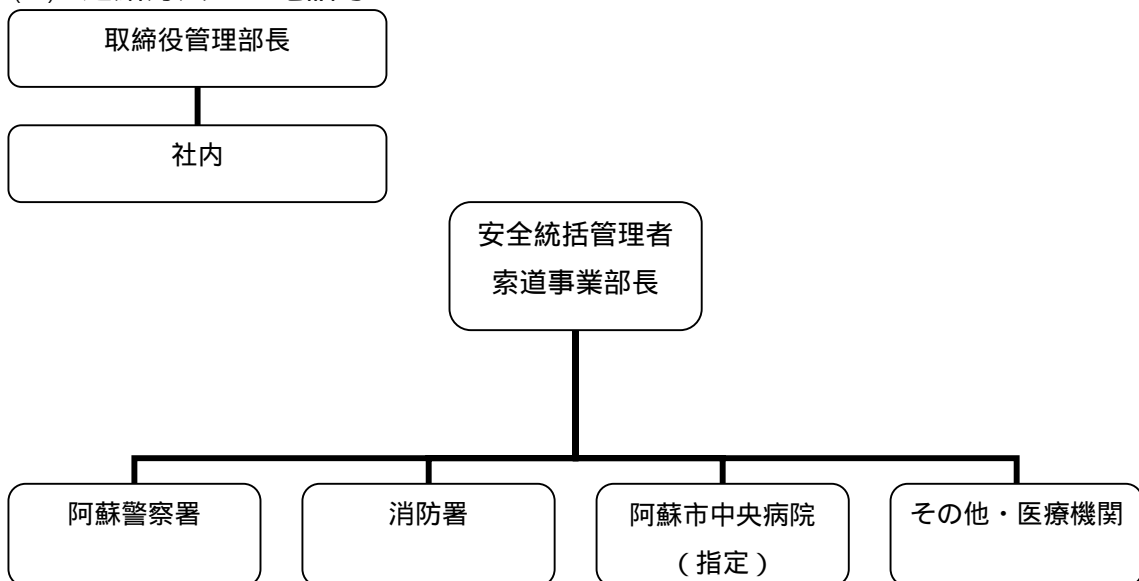 取締役管理部長
社内
安全統括管理者
索道事業部長
阿蘇警察署
消防署
阿蘇市中央病院
（指定）
その他・医療機関